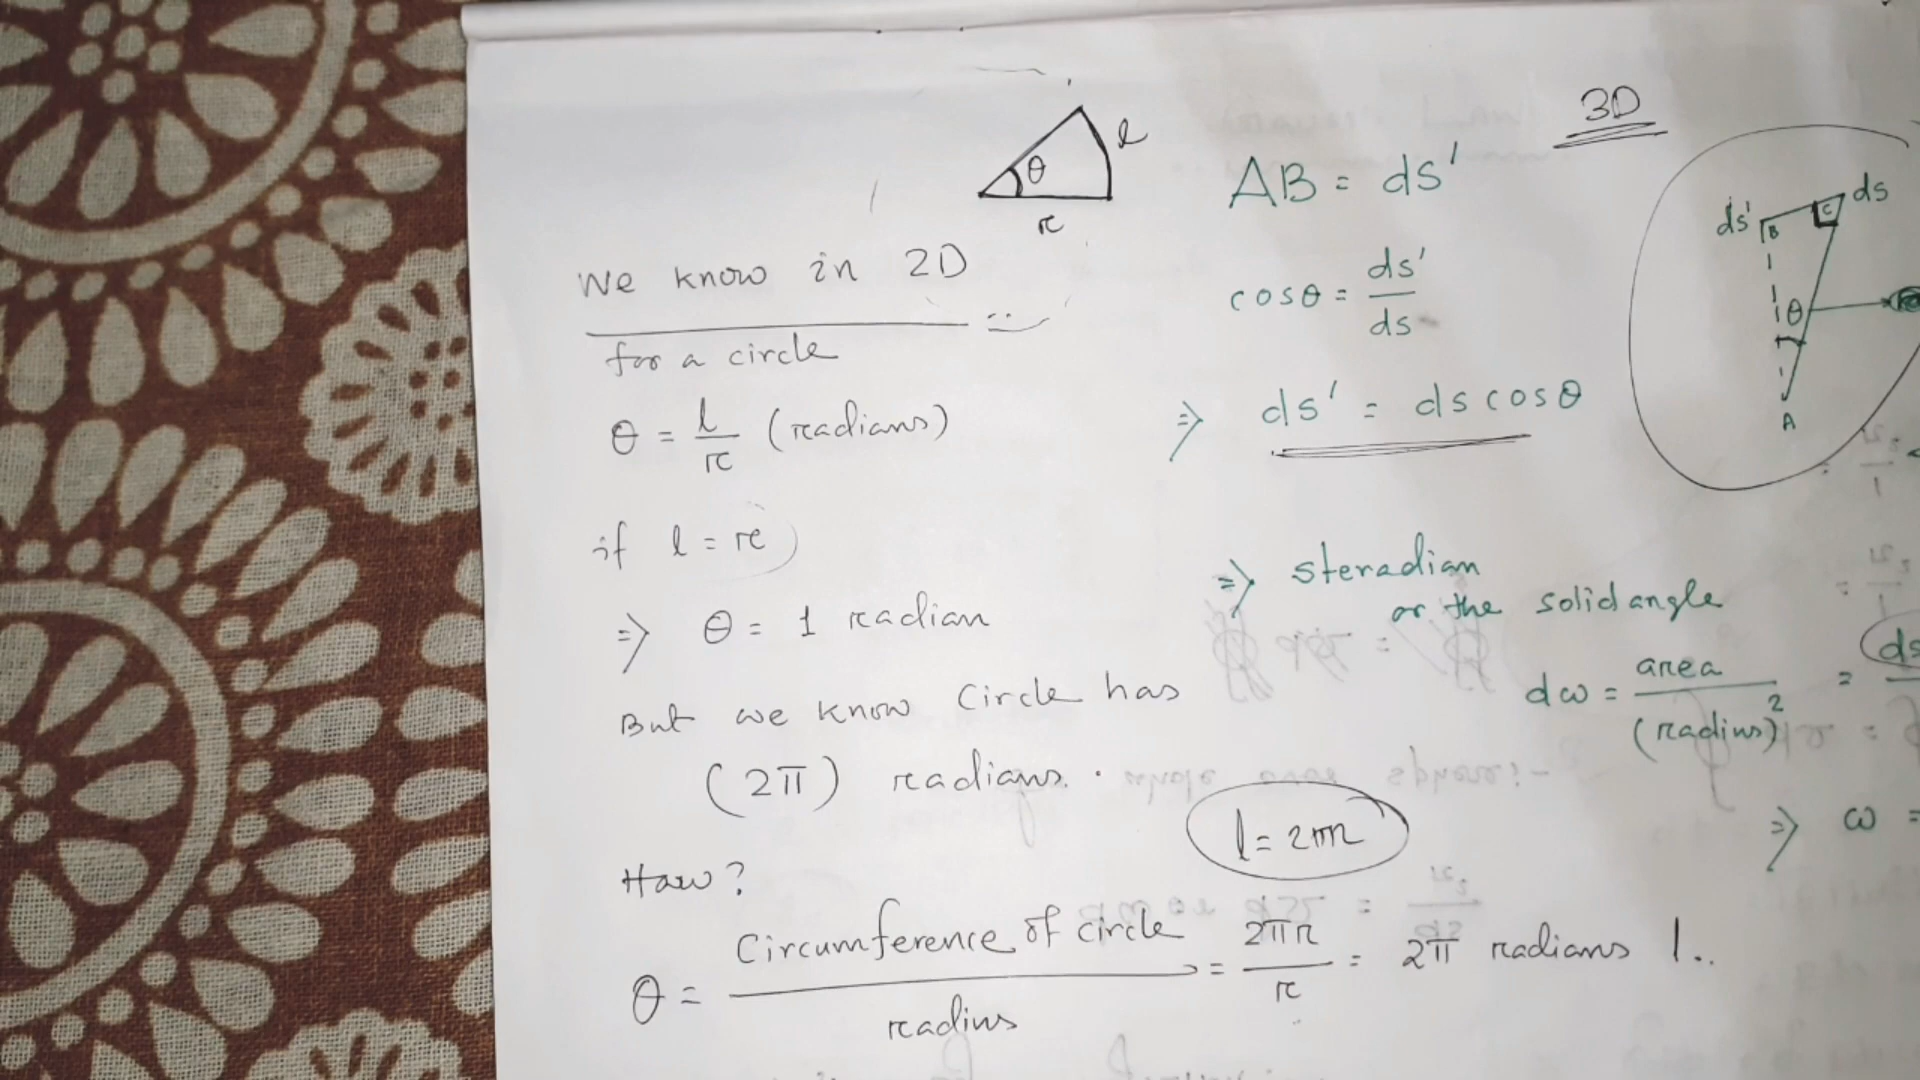 θ
l
r
We know in 2D
for a circle
θ = l/r (radians)
if l = r
⇒ θ = 1 radian
But we know Circle has
(2π) radians.
How?
l = 2πr
θ = Circumference of circle / radius = 2πr / r = 2π radians
3D
AB = ds'
cosθ = ds'/ds
⇒ ds' = ds cosθ
ds'
B
C
ds
θ
A
⇒ steradian
or the solid angle
dω = area / (radius)² = ds
⇒ ω =